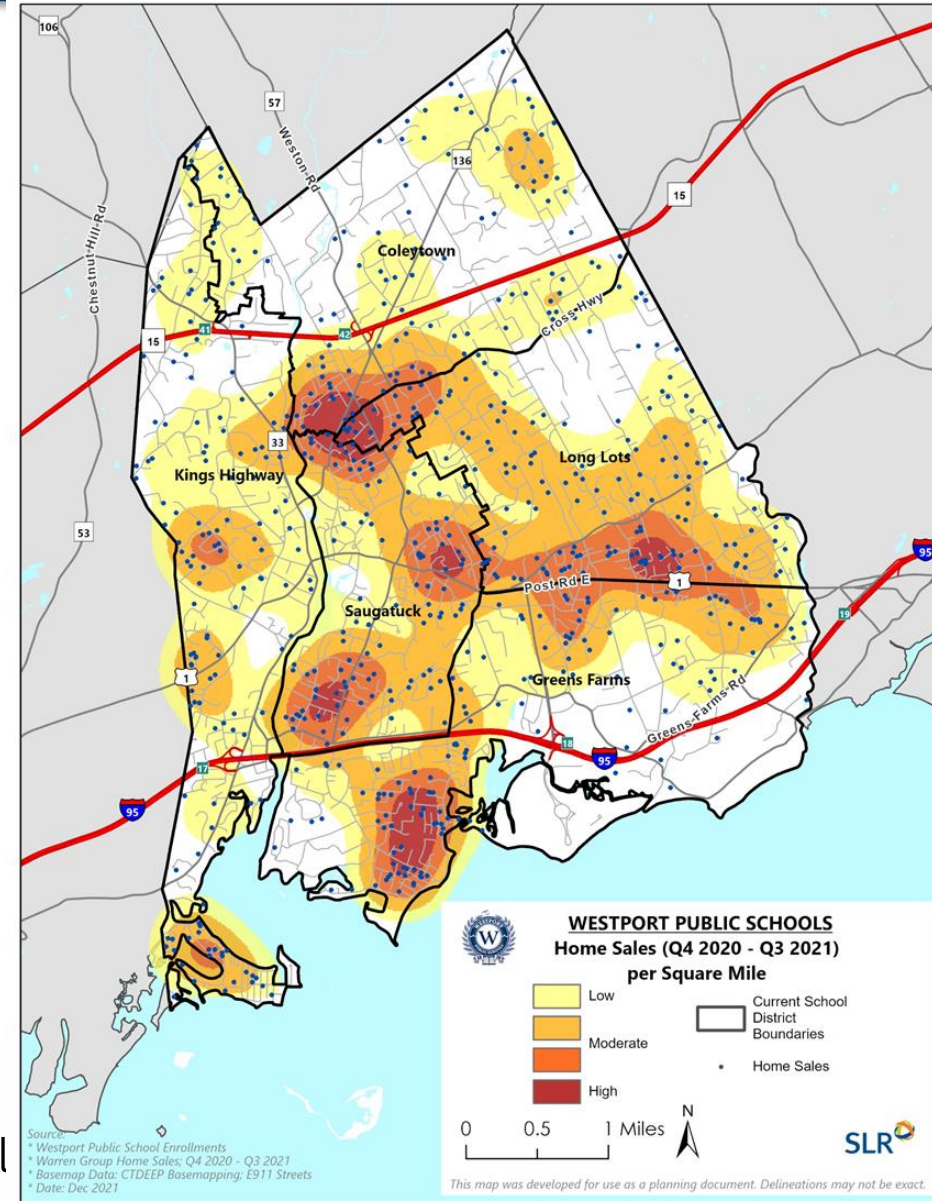 106
57
Weston-Rd
136
15
Chestnut-Hill-Rd
Coleytown
Cross Hwy
41
42
15
33
Kings Highway
Long Lots
53
95
Post Rd E
1
19
Saugatuck
1
Greens Farms
Greens-Farms-Rd
18
95
17
95
W
WESTPORT PUBLIC SCHOOLS
Home Sales (Q4 2020 - Q3 2021)
per Square Mile
Low
Moderate
High
Current School
District
Boundaries
Home Sales
0 0.5 1 Miles
N
SLR
Source:
* Westport Public School Enrollments
* Warren Group Home Sales; Q4 2020 - Q3 2021
* Basemap Data: CTDEEP Basemapping; E911 Streets
* Date: Dec 2021
This map was developed for use as a planning document. Delineations may not be exact.